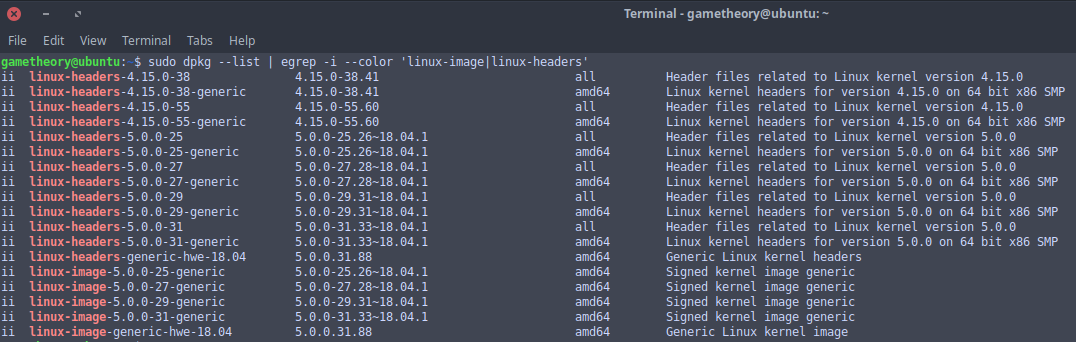 Terminal - gametheory@ubuntu: ~
File Edit View Terminal Tabs Help
gametheory@ubuntu:~$ sudo dpkg --list | egrep -i --color 'linux-image|linux-headers'
ii linux-headers-4.15.0-38 4.15.0-38.41 all Header files related to Linux kernel version 4.15.0
ii linux-headers-4.15.0-38-generic 4.15.0-38.41 amd64 Linux kernel headers for version 4.15.0 on 64 bit x86 SMP
ii linux-headers-4.15.0-55 4.15.0-55.60 all Header files related to Linux kernel version 4.15.0
ii linux-headers-4.15.0-55-generic 4.15.0-55.60 amd64 Linux kernel headers for version 4.15.0 on 64 bit x86 SMP
ii linux-headers-5.0.0-25 5.0.0-25.26~18.04.1 all Header files related to Linux kernel version 5.0.0
ii linux-headers-5.0.0-25-generic 5.0.0-25.26~18.04.1 amd64 Linux kernel headers for version 5.0.0 on 64 bit x86 SMP
ii linux-headers-5.0.0-27 5.0.0-27.28~18.04.1 all Header files related to Linux kernel version 5.0.0
ii linux-headers-5.0.0-27-generic 5.0.0-27.28~18.04.1 amd64 Linux kernel headers for version 5.0.0 on 64 bit x86 SMP
ii linux-headers-5.0.0-29 5.0.0-29.31~18.04.1 all Header files related to Linux kernel version 5.0.0
ii linux-headers-5.0.0-29-generic 5.0.0-29.31~18.04.1 amd64 Linux kernel headers for version 5.0.0 on 64 bit x86 SMP
ii linux-headers-5.0.0-31 5.0.0-31.33~18.04.1 all Header files related to Linux kernel version 5.0.0
ii linux-headers-5.0.0-31-generic 5.0.0-31.33~18.04.1 amd64 Linux kernel headers for version 5.0.0 on 64 bit x86 SMP
ii linux-headers-generic-hwe-18.04 5.0.0.31.88 amd64 Generic Linux kernel headers
ii linux-image-5.0.0-25-generic 5.0.0-25.26~18.04.1 amd64 Signed kernel image generic
ii linux-image-5.0.0-27-generic 5.0.0-27.28~18.04.1 amd64 Signed kernel image generic
ii linux-image-5.0.0-29-generic 5.0.0-29.31~18.04.1 amd64 Signed kernel image generic
ii linux-image-5.0.0-31-generic 5.0.0-31.33~18.04.1 amd64 Signed kernel image generic
ii linux-image-generic-hwe-18.04 5.0.0.31.88 amd64 Generic Linux kernel image